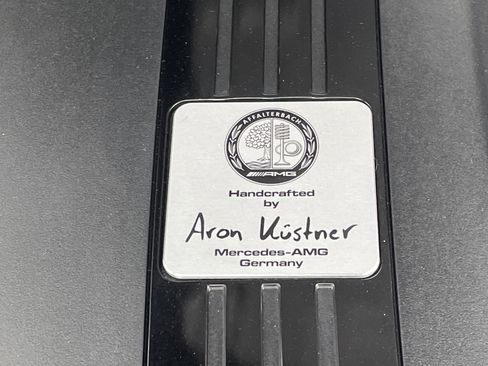 AFFALTERBACH
AMG
Handcrafted
by
Aron Küstner
Mercedes-AMG
Germany